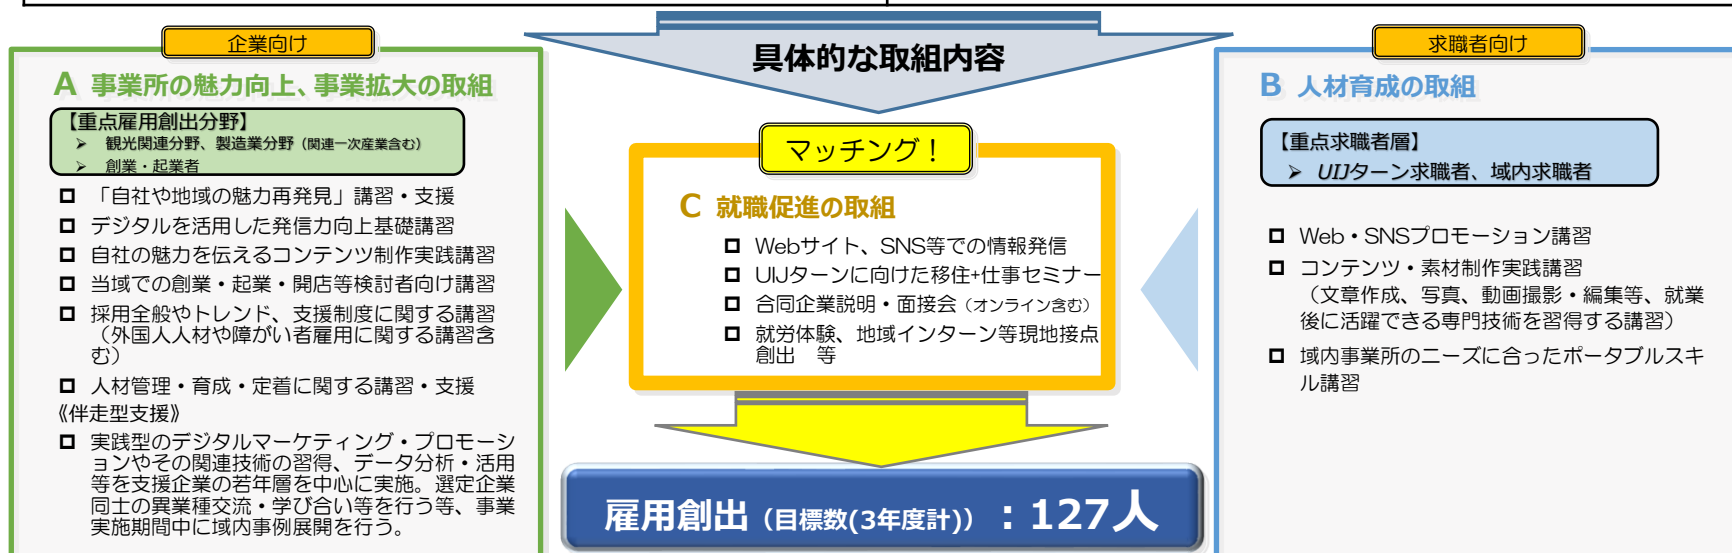 具体的な取組内容
企業向け
A 事業所の魅力向上、事業拡大の取組
【重点雇用創出分野】
➢ 観光関連分野、製造業分野（関連一次産業含む）
➢ 創業・起業者
「自社や地域の魅力再発見」講習・支援
デジタルを活用した発信力向上基礎講習
自社の魅力を伝えるコンテンツ制作実践講習
当域での創業・起業・開店等検討者向け講習
採用全般やトレンド、支援制度に関する講習
（外国人人材や障がい者雇用に関する講習含
む）
人材管理・育成・定着に関する講習・支援
《伴走型支援》
実践型のデジタルマーケティング・プロモーシ
ョンやその関連技術の習得、データ分析・活用
等を支援企業の若年層を中心に実施。選定企業
同士の異業種交流・学び合い等を行う等、事業
実施期間中に域内事例展開を行う。
マッチング！
C 就職促進の取組
Webサイト、SNS等での情報発信
UIJターンに向けた移住+仕事セミナー
合同企業説明・面接会（オンライン含む）
就労体験、地域インターン等現地接点
創出　等
雇用創出（目標数(3年度計)）：127人
求職者向け
B 人材育成の取組
【重点求職者層】
➢ UIJターン求職者、域内求職者
Web・SNSプロモーション講習
コンテンツ・素材制作実践講習
（文章作成、写真、動画撮影・編集等、就業
後に活躍できる専門技術を習得する講習）
域内事業所のニーズに合ったポータブルスキ
ル講習